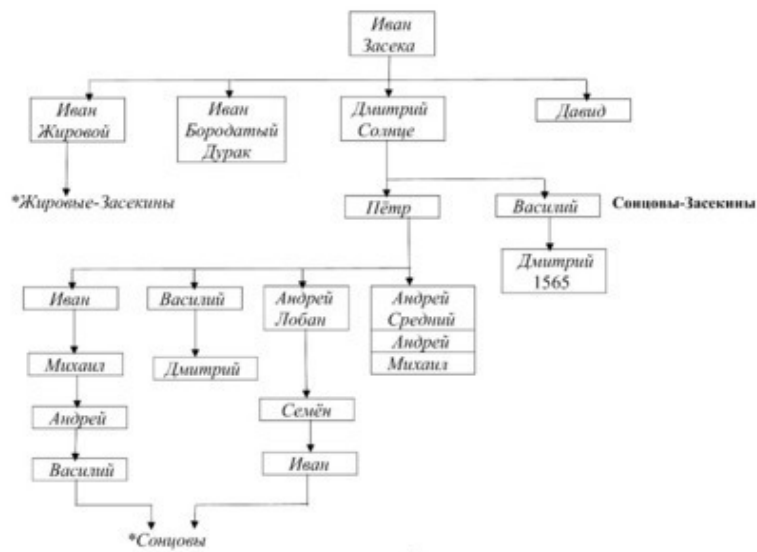 Иван
Засека
Иван
Жировой
Иван
Бородатый
Дурак
Дмитрий
Солнце
Давид
*Жировые-Засекины
Пётр
Василий
Сонцовы-Засекины
Дмитрий
1565
Иван
Василий
Андрей
Лобан
Андрей
Средний
Андрей
Михаил
Михаил
Дмитрий
Андрей
Семён
Василий
Иван
*Сонцовы